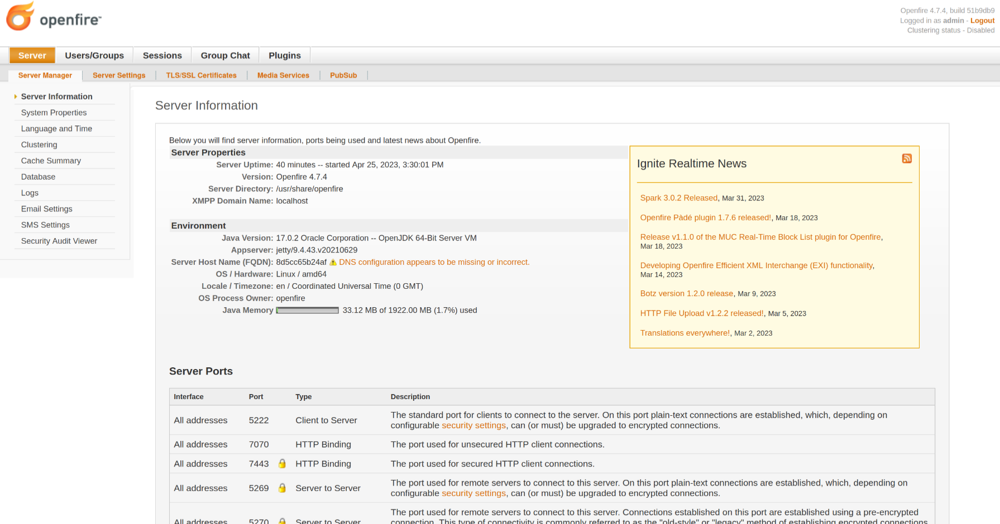 openfire™
Openfire 4.7.4, build 51b9db9
Logged in as admin - Logout
Clustering status - Disabled
Server
Users/Groups
Sessions
Group Chat
Plugins
Server Manager
Server Settings
TLS/SSL Certificates
Media Services
PubSub
Server Information
System Properties
Language and Time
Clustering
Cache Summary
Database
Logs
Email Settings
SMS Settings
Security Audit Viewer
Server Information
Below you will find server information, ports being used and latest news about Openfire.
Server Properties
Server Uptime: 40 minutes -- started Apr 25, 2023, 3:30:01 PM
Version: Openfire 4.7.4
Server Directory: /usr/share/openfire
XMPP Domain Name: localhost
Environment
Java Version: 17.0.2 Oracle Corporation -- OpenJDK 64-Bit Server VM
Appserver: jetty/9.4.43.v20210629
Server Host Name (FQDN): 8d5cc65b24af DNS configuration appears to be missing or incorrect.
OS / Hardware: Linux / amd64
Locale / Timezone: en / Coordinated Universal Time (0 GMT)
OS Process Owner: openfire
Java Memory 33.12 MB of 1922.00 MB (1.7%) used
Ignite Realtime News
Spark 3.0.2 Released, Mar 31, 2023
Openfire Pàdé plugin 1.7.6 released!, Mar 18, 2023
Release v1.1.0 of the MUC Real-Time Block List plugin for Openfire,
Mar 18, 2023
Developing Openfire Efficient XML Interchange (EXI) functionality,
Mar 14, 2023
Botz version 1.2.0 release, Mar 9, 2023
HTTP File Upload v1.2.2 released!, Mar 5, 2023
Translations everywhere!, Mar 2, 2023
Server Ports
Interface Port Type Description
All addresses 5222 Client to Server The standard port for clients to connect to the server. On this port plain-text connections are established, which, depending on
configurable security settings, can (or must) be upgraded to encrypted connections.
All addresses 7070 HTTP Binding The port used for unsecured HTTP client connections.
All addresses 7443 HTTP Binding The port used for secured HTTP client connections.
All addresses 5269 Server to Server The port used for remote servers to connect to this server. On this port plain-text connections are established, which, depending on
configurable security settings, can (or must) be upgraded to encrypted connections.
All addresses 5270 Server to Server The port used for remote servers to connect to this server. Connections established on this port are established using a pre-encrypted
connection. This type of connectivity is commonly referred to as the "old-style" or "legacy" method of establishing encrypted connections